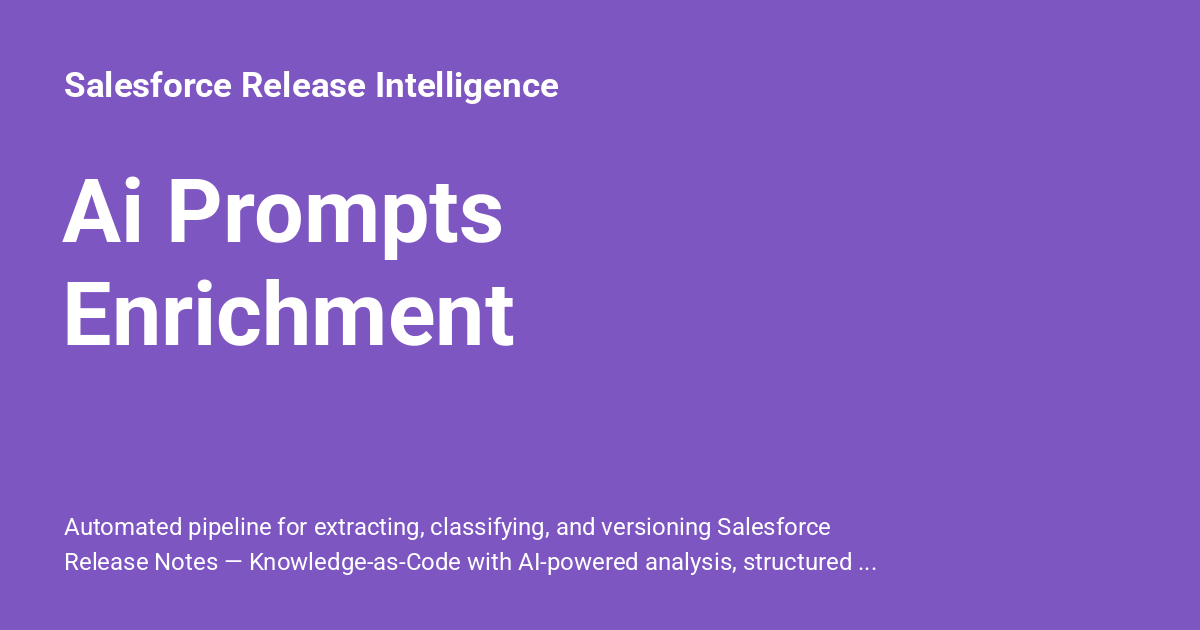 Salesforce Release Intelligence
Ai Prompts
Enrichment
Automated pipeline for extracting, classifying, and versioning Salesforce
Release Notes — Knowledge-as-Code with AI-powered analysis, structured ...